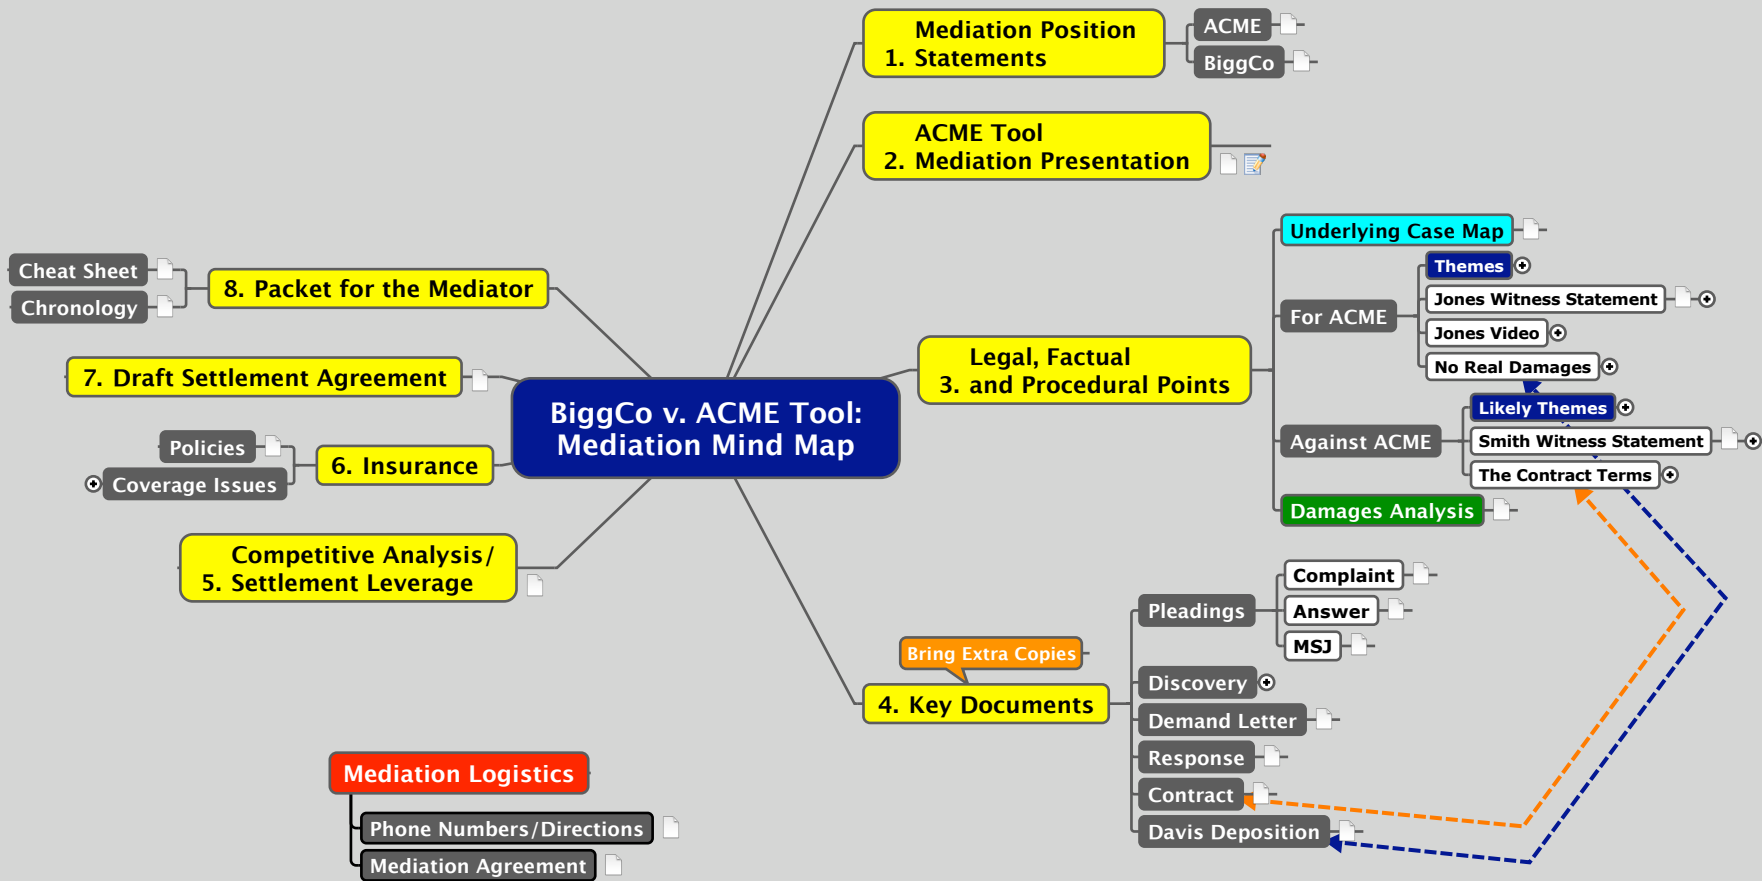 BiggCo v. ACME Tool:
Mediation Mind Map
Mediation Position
1. Statements
ACME
BiggCo
ACME Tool
2. Mediation Presentation
Legal, Factual
3. and Procedural Points
Underlying Case Map
For ACME
Themes
Jones Witness Statement
Jones Video
No Real Damages
Against ACME
Likely Themes
Smith Witness Statement
The Contract Terms
Damages Analysis
Bring Extra Copies
4. Key Documents
Pleadings
Complaint
Answer
MSJ
Discovery
Demand Letter
Response
Contract
Davis Deposition
Competitive Analysis/
5. Settlement Leverage
6. Insurance
Policies
Coverage Issues
7. Draft Settlement Agreement
8. Packet for the Mediator
Cheat Sheet
Chronology
Mediation Logistics
Phone Numbers/Directions
Mediation Agreement